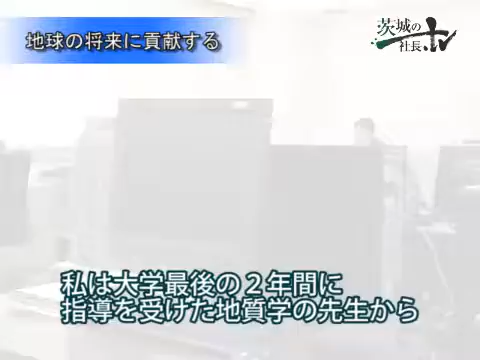 地球の将来に貢献する
茨城の
社長.tv
私は大学最後の２年間に
指導を受けた地質学の先生から